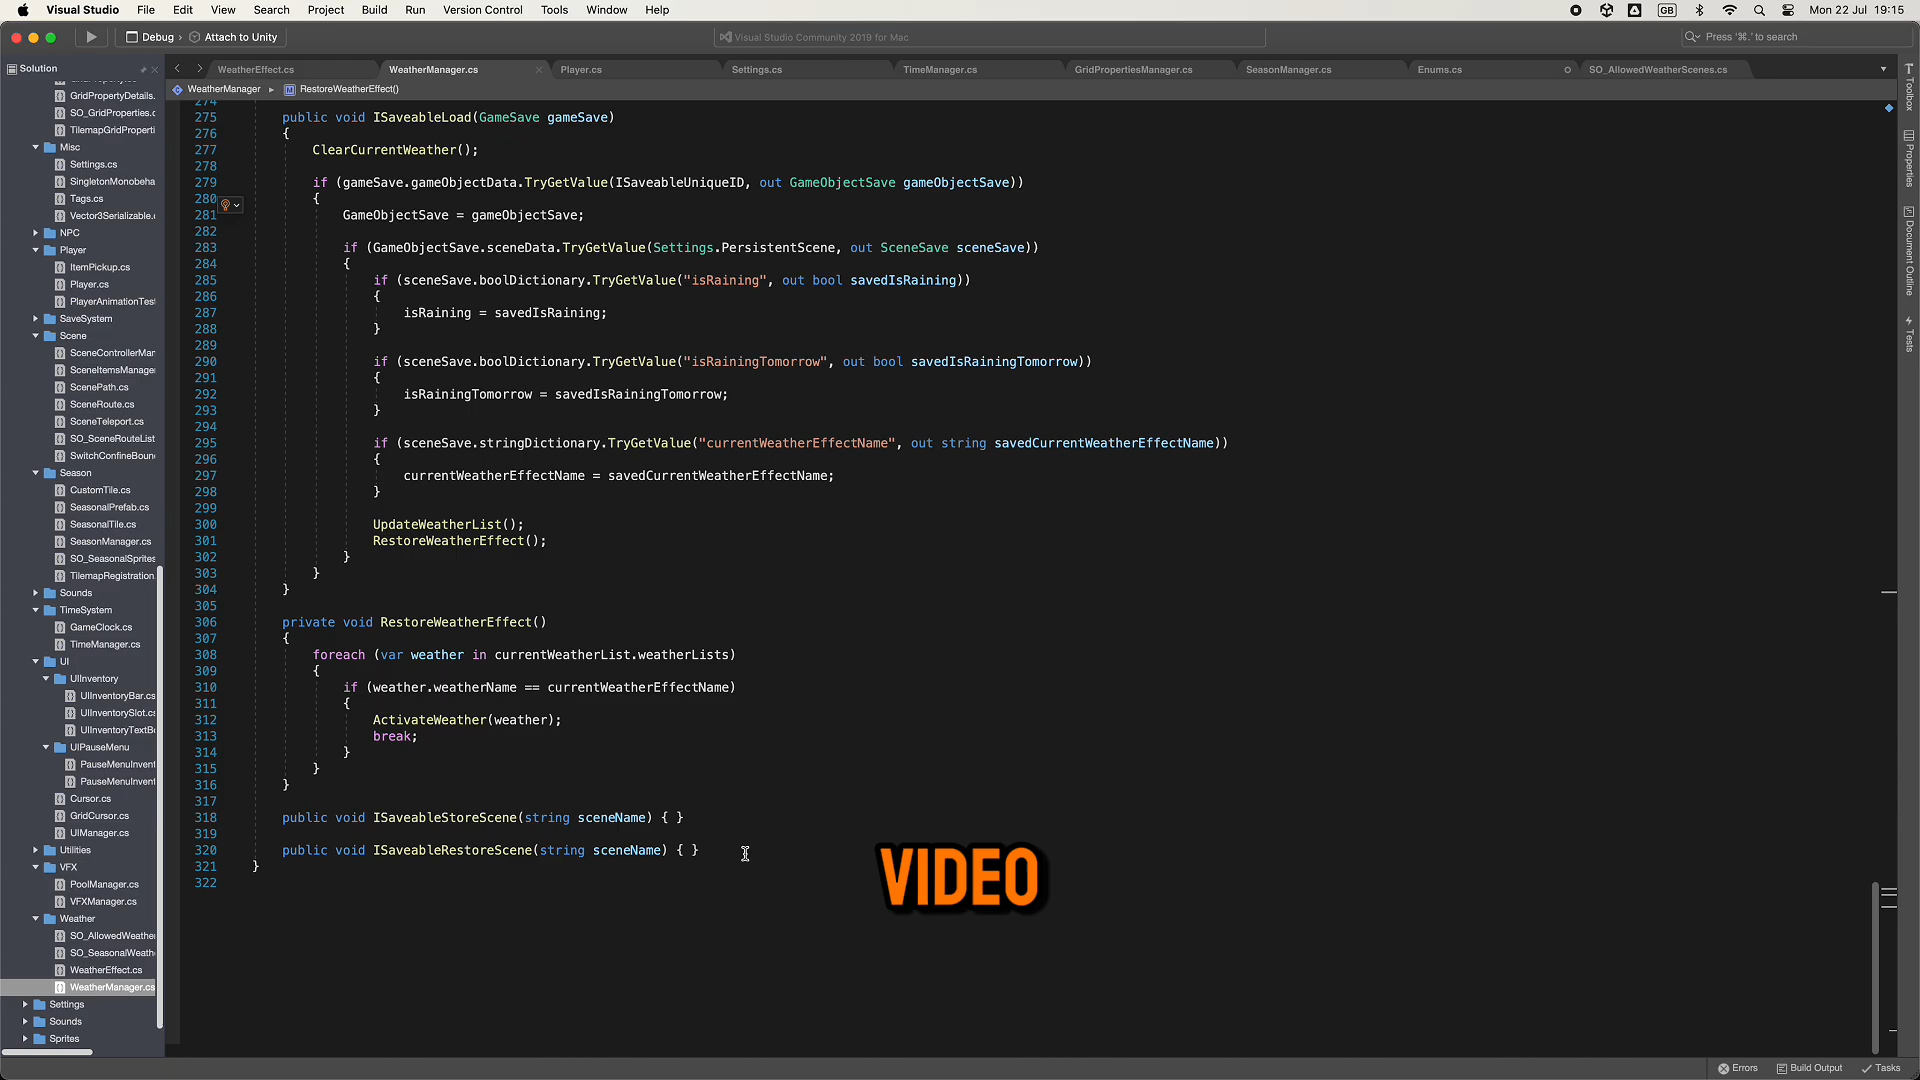 Visual Studio File Edit View Search Project Build Run Version Control Tools Window Help GB Mon 22 Jul 19:15
Debug › Attach to Unity Visual Studio Community 2019 for Mac Press '⌘.' to search
Solution
WeatherEffect.cs WeatherManager.cs Player.cs Settings.cs TimeManager.cs GridPropertiesManager.cs SeasonManager.cs Enums.cs SO_AllowedWeatherScenes.cs
WeatherManager ▸ RestoreWeatherEffect()
GridPropertyDetails.
SO_GridProperties.c
TilemapGridProperti
Misc
Settings.cs
SingletonMonobeha
Tags.cs
Vector3Serializable.c
NPC
Player
ItemPickup.cs
Player.cs
PlayerAnimationTest
SaveSystem
Scene
SceneControllerMar
SceneItemsManage
ScenePath.cs
SceneRoute.cs
SceneTeleport.cs
SO_SceneRouteList
SwitchConfineBoun
Season
CustomTile.cs
SeasonalPrefab.cs
SeasonalTile.cs
SeasonManager.cs
SO_SeasonalSprites
TilemapRegistration.
Sounds
TimeSystem
GameClock.cs
TimeManager.cs
UI
UIInventory
UIInventoryBar.cs
UIInventorySlot.cs
UIInventoryTextB
UIPauseMenu
PauseMenuInvent
PauseMenuInvent
Cursor.cs
GridCursor.cs
UIManager.cs
Utilities
VFX
PoolManager.cs
VFXManager.cs
Weather
SO_AllowedWeathe
SO_SeasonalWeath
WeatherEffect.cs
WeatherManager.cs
Settings
Sounds
Sprites
274
275 public void ISaveableLoad(GameSave gameSave)
276 {
277 ClearCurrentWeather();
278
279 if (gameSave.gameObjectData.TryGetValue(ISaveableUniqueID, out GameObjectSave gameObjectSave))
280 {
281 GameObjectSave = gameObjectSave;
282
283 if (GameObjectSave.sceneData.TryGetValue(Settings.PersistentScene, out SceneSave sceneSave))
284 {
285 if (sceneSave.boolDictionary.TryGetValue("isRaining", out bool savedIsRaining))
286 {
287 isRaining = savedIsRaining;
288 }
289
290 if (sceneSave.boolDictionary.TryGetValue("isRainingTomorrow", out bool savedIsRainingTomorrow))
291 {
292 isRainingTomorrow = savedIsRainingTomorrow;
293 }
294
295 if (sceneSave.stringDictionary.TryGetValue("currentWeatherEffectName", out string savedCurrentWeatherEffectName))
296 {
297 currentWeatherEffectName = savedCurrentWeatherEffectName;
298 }
299
300 UpdateWeatherList();
301 RestoreWeatherEffect();
302 }
303 }
304 }
305
306 private void RestoreWeatherEffect()
307 {
308 foreach (var weather in currentWeatherList.weatherLists)
309 {
310 if (weather.weatherName == currentWeatherEffectName)
311 {
312 ActivateWeather(weather);
313 break;
314 }
315 }
316 }
317
318 public void ISaveableStoreScene(string sceneName) { }
319
320 public void ISaveableRestoreScene(string sceneName) { }
321 }
322
VIDEO
Toolbox
Properties
Document Outline
Tests
Errors Build Output Tasks